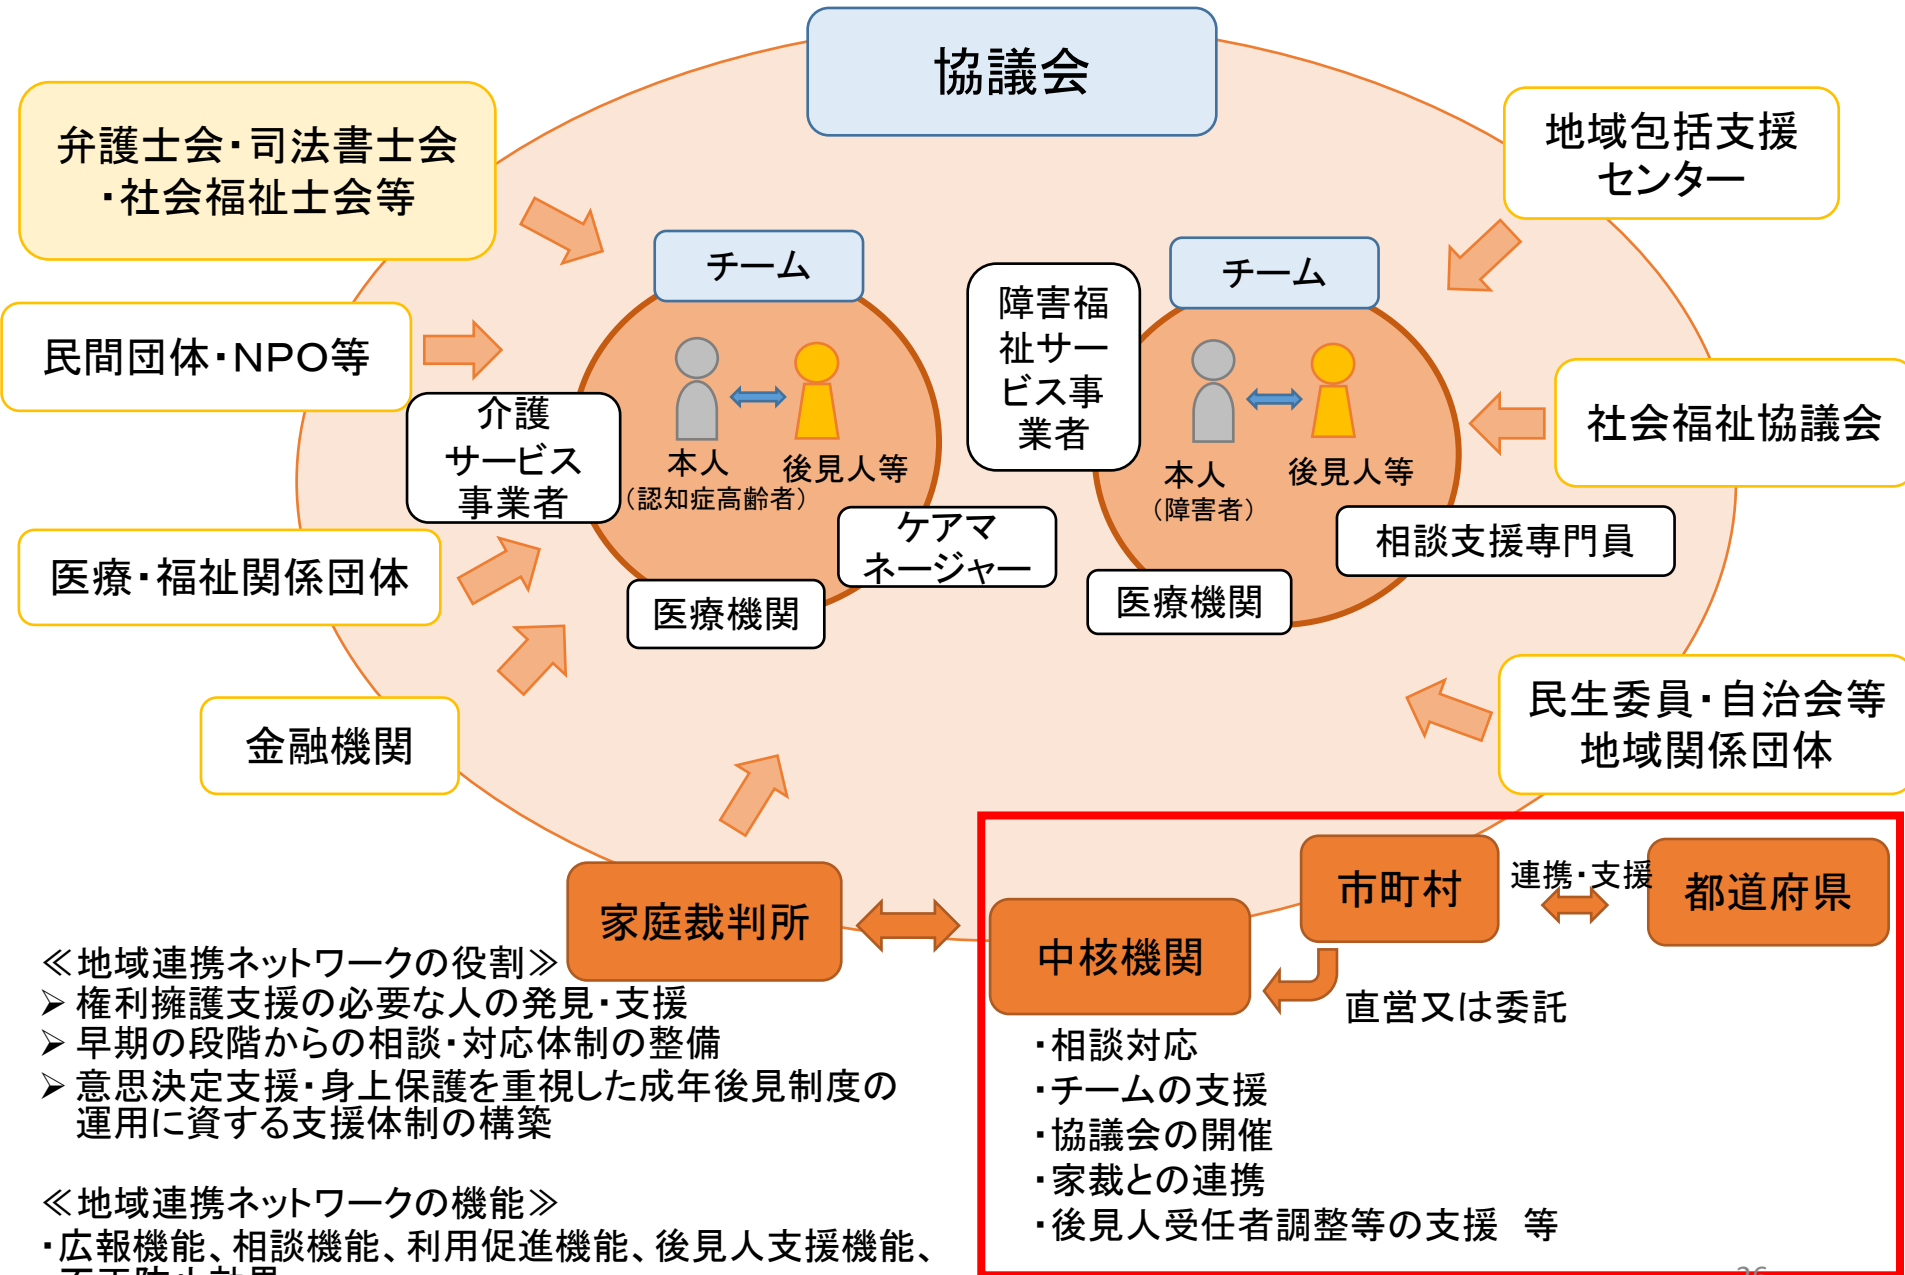 協議会
弁護士会・司法書士会
・社会福祉士会等
地域包括支援
センター
チーム
チーム
民間団体・NPO等
障害福
祉サー
ビス事
業者
社会福祉協議会
介護
サービス
事業者
本人
(認知症高齢者)
後見人等
本人
(障害者)
後見人等
ケアマ
ネージャー
相談支援専門員
医療・福祉関係団体
医療機関
医療機関
金融機関
民生委員・自治会等
地域関係団体
家庭裁判所
中核機関
市町村
連携・支援
都道府県
直営又は委託
≪地域連携ネットワークの役割≫
➢ 権利擁護支援の必要な人の発見・支援
➢ 早期の段階からの相談・対応体制の整備
➢ 意思決定支援・身上保護を重視した成年後見制度の
運用に資する支援体制の構築
≪地域連携ネットワークの機能≫
・広報機能、相談機能、利用促進機能、後見人支援機能、
・相談対応
・チームの支援
・協議会の開催
・家裁との連携
・後見人受任者調整等の支援　等